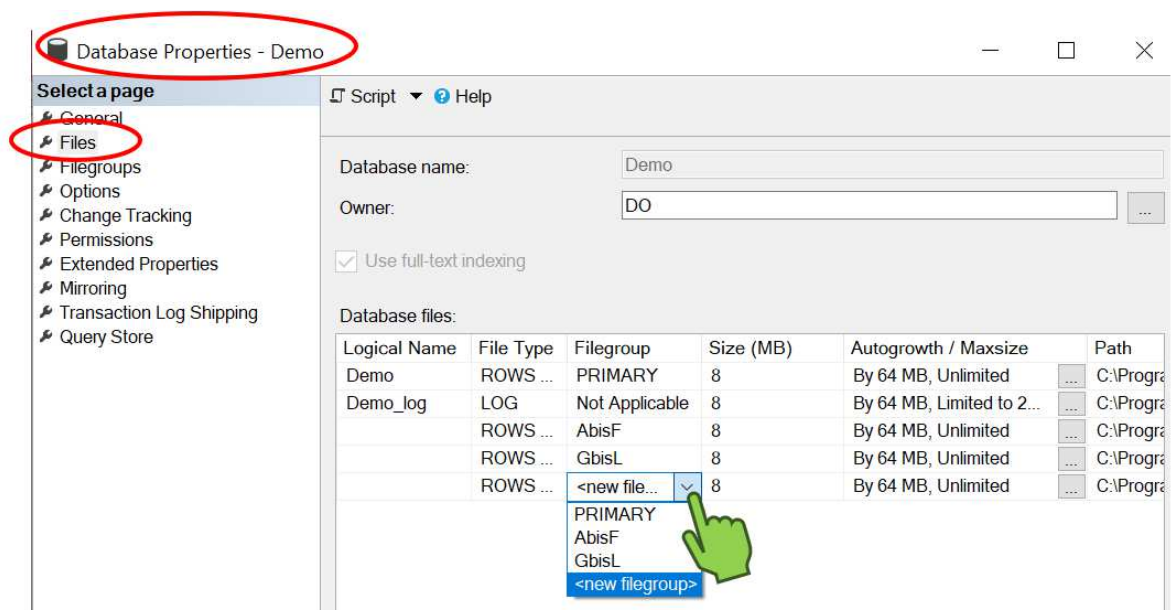 Database Properties - Demo
Select a page
General
Files
Filegroups
Options
Change Tracking
Permissions
Extended Properties
Mirroring
Transaction Log Shipping
Query Store
Script Help
Database name: Demo
Owner: DO ...
Use full-text indexing
Database files:
Logical Name File Type Filegroup Size (MB) Autogrowth / Maxsize Path
Demo ROWS ... PRIMARY 8 By 64 MB, Unlimited ... C:\Progra
Demo_log LOG Not Applicable 8 By 64 MB, Limited to 2... ... C:\Progra
ROWS ... AbisF 8 By 64 MB, Unlimited ... C:\Progra
ROWS ... GbisL 8 By 64 MB, Unlimited ... C:\Progra
ROWS ... <new file... 8 By 64 MB, Unlimited ... C:\Progra
PRIMARY
AbisF
GbisL
<new filegroup>